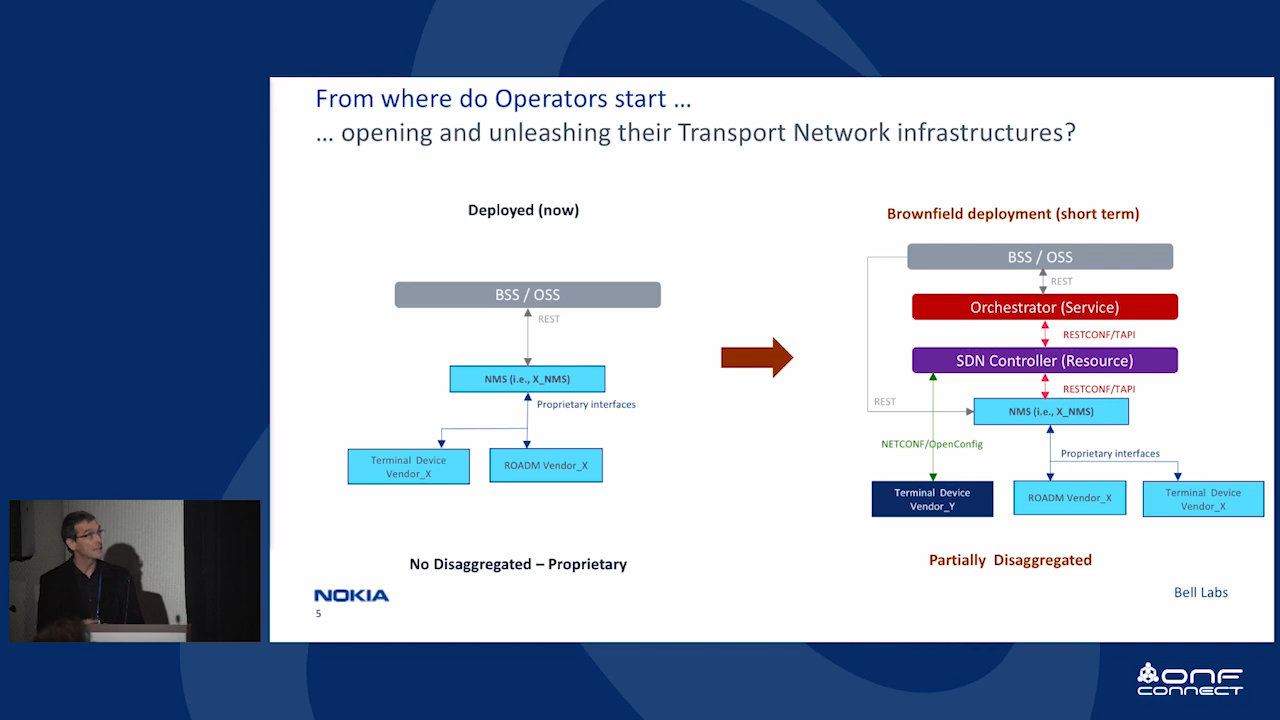 From where do Operators start ...
... opening and unleashing their Transport Network infrastructures?
Deployed (now)
BSS / OSS
REST
NMS (i.e., X_NMS)
Proprietary interfaces
Terminal Device
Vendor_X
ROADM Vendor_X
No Disaggregated – Proprietary
Brownfield deployment (short term)
BSS / OSS
REST
Orchestrator (Service)
RESTCONF/TAPI
SDN Controller (Resource)
RESTCONF/TAPI
REST
NMS (i.e., X_NMS)
NETCONF/OpenConfig
Proprietary interfaces
Terminal Device
Vendor_Y
ROADM Vendor_X
Terminal Device
Vendor_X
Partially Disaggregated
NOKIA
Bell Labs
5
ONF
CONNECT